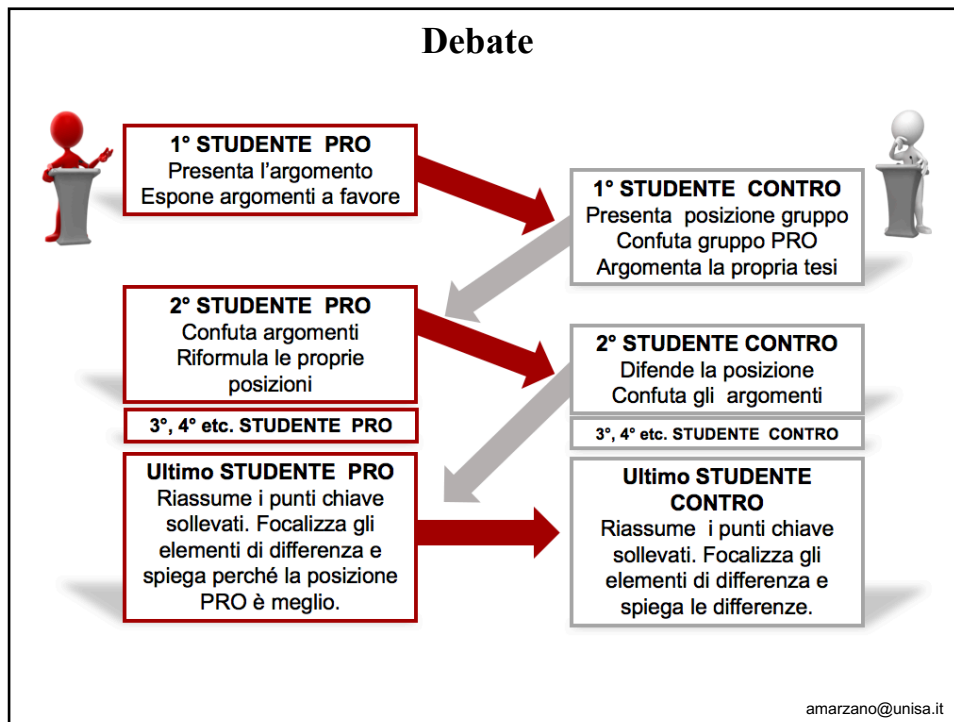 Debate
1° STUDENTE PRO
Presenta l'argomento
Espone argomenti a favore
1° STUDENTE CONTRO
Presenta posizione gruppo
Confuta gruppo PRO
Argomenta la propria tesi
2° STUDENTE PRO
Confuta argomenti
Riformula le proprie
posizioni
2° STUDENTE CONTRO
Difende la posizione
Confuta gli argomenti
3°, 4° etc. STUDENTE PRO
3°, 4° etc. STUDENTE CONTRO
Ultimo STUDENTE PRO
Riassume i punti chiave
sollevati. Focalizza gli
elementi di differenza e
spiega perché la posizione
PRO è meglio.
Ultimo STUDENTE
CONTRO
Riassume i punti chiave
sollevati. Focalizza gli
elementi di differenza e
spiega le differenze.
amarzano@unisa.it